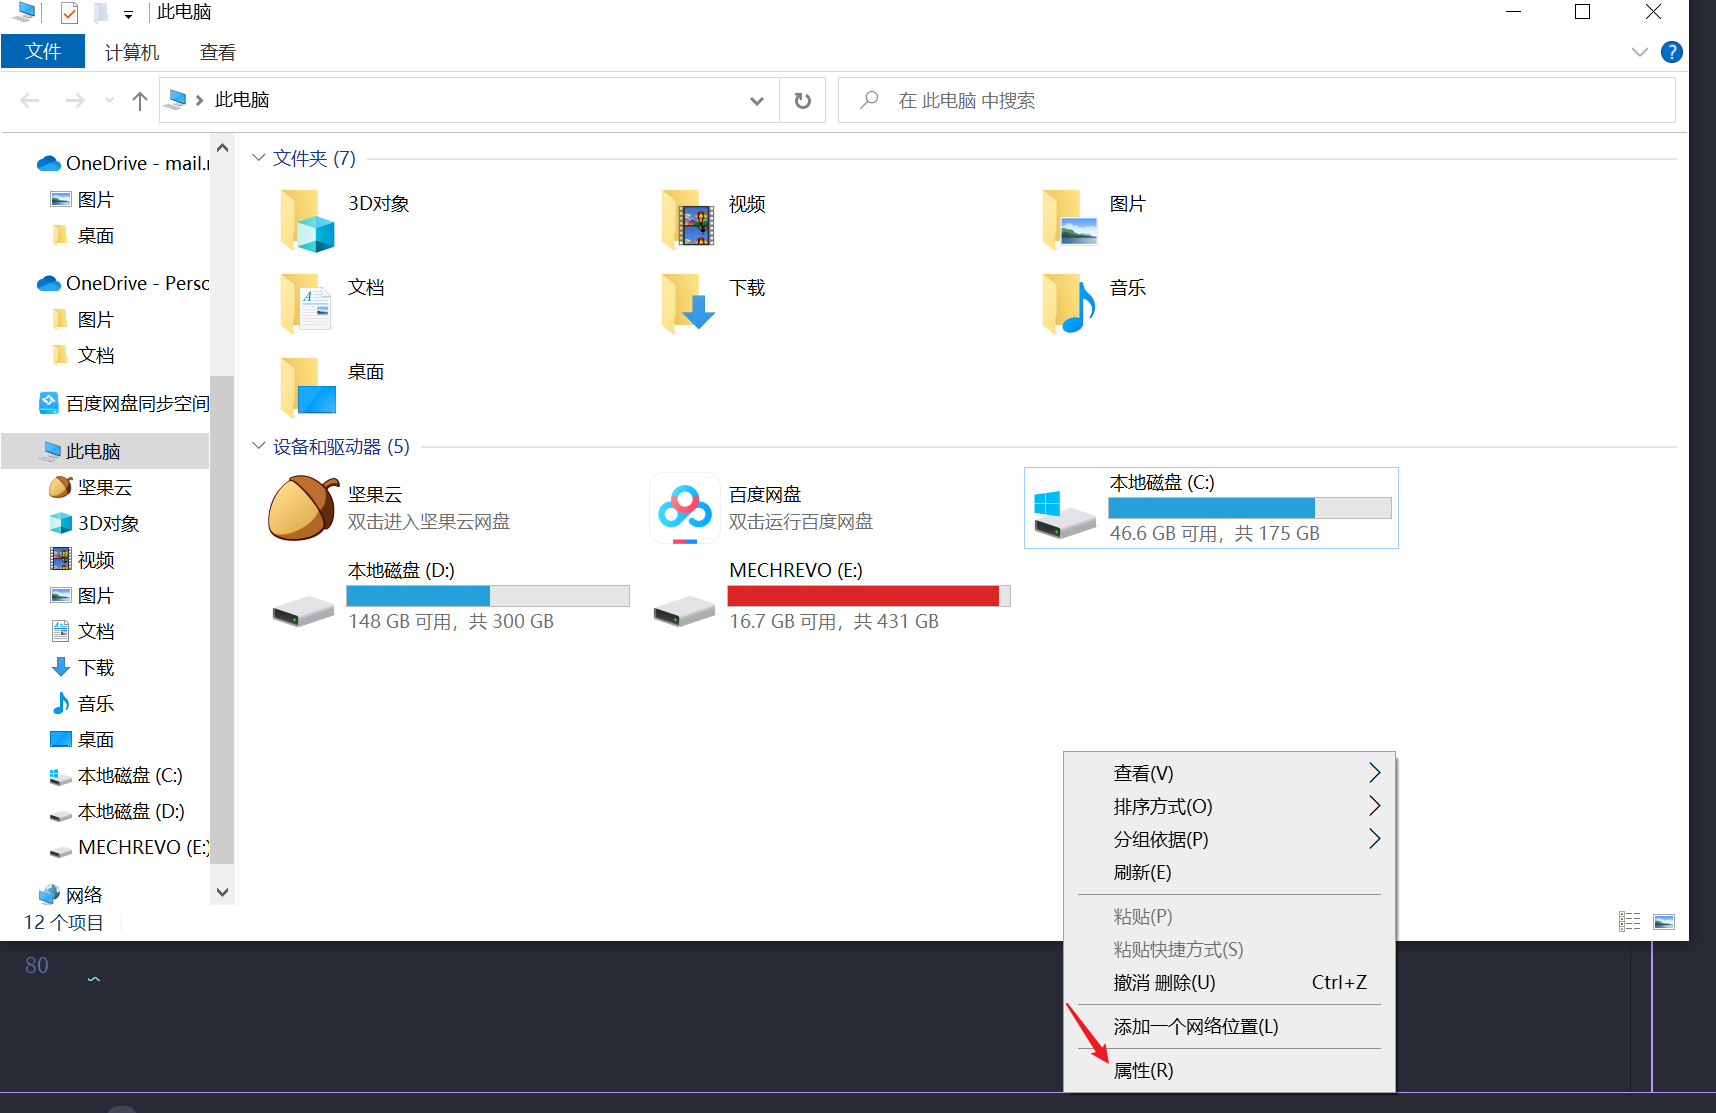 此电脑
文件 计算机 查看
此电脑
在 此电脑 中搜索
OneDrive - mail.
图片
桌面
OneDrive - Perso
图片
文档
百度网盘同步空间
此电脑
坚果云
3D对象
视频
图片
文档
下载
音乐
桌面
本地磁盘 (C:)
本地磁盘 (D:)
MECHREVO (E:)
网络
12 个项目
文件夹 (7)
3D对象
视频
图片
文档
下载
音乐
桌面
设备和驱动器 (5)
坚果云
双击进入坚果云网盘
百度网盘
双击运行百度网盘
本地磁盘 (C:)
46.6 GB 可用，共 175 GB
本地磁盘 (D:)
148 GB 可用，共 300 GB
MECHREVO (E:)
16.7 GB 可用，共 431 GB
查看(V)
排序方式(O)
分组依据(P)
刷新(E)
粘贴(P)
粘贴快捷方式(S)
撤消 删除(U) Ctrl+Z
添加一个网络位置(L)
属性(R)
80